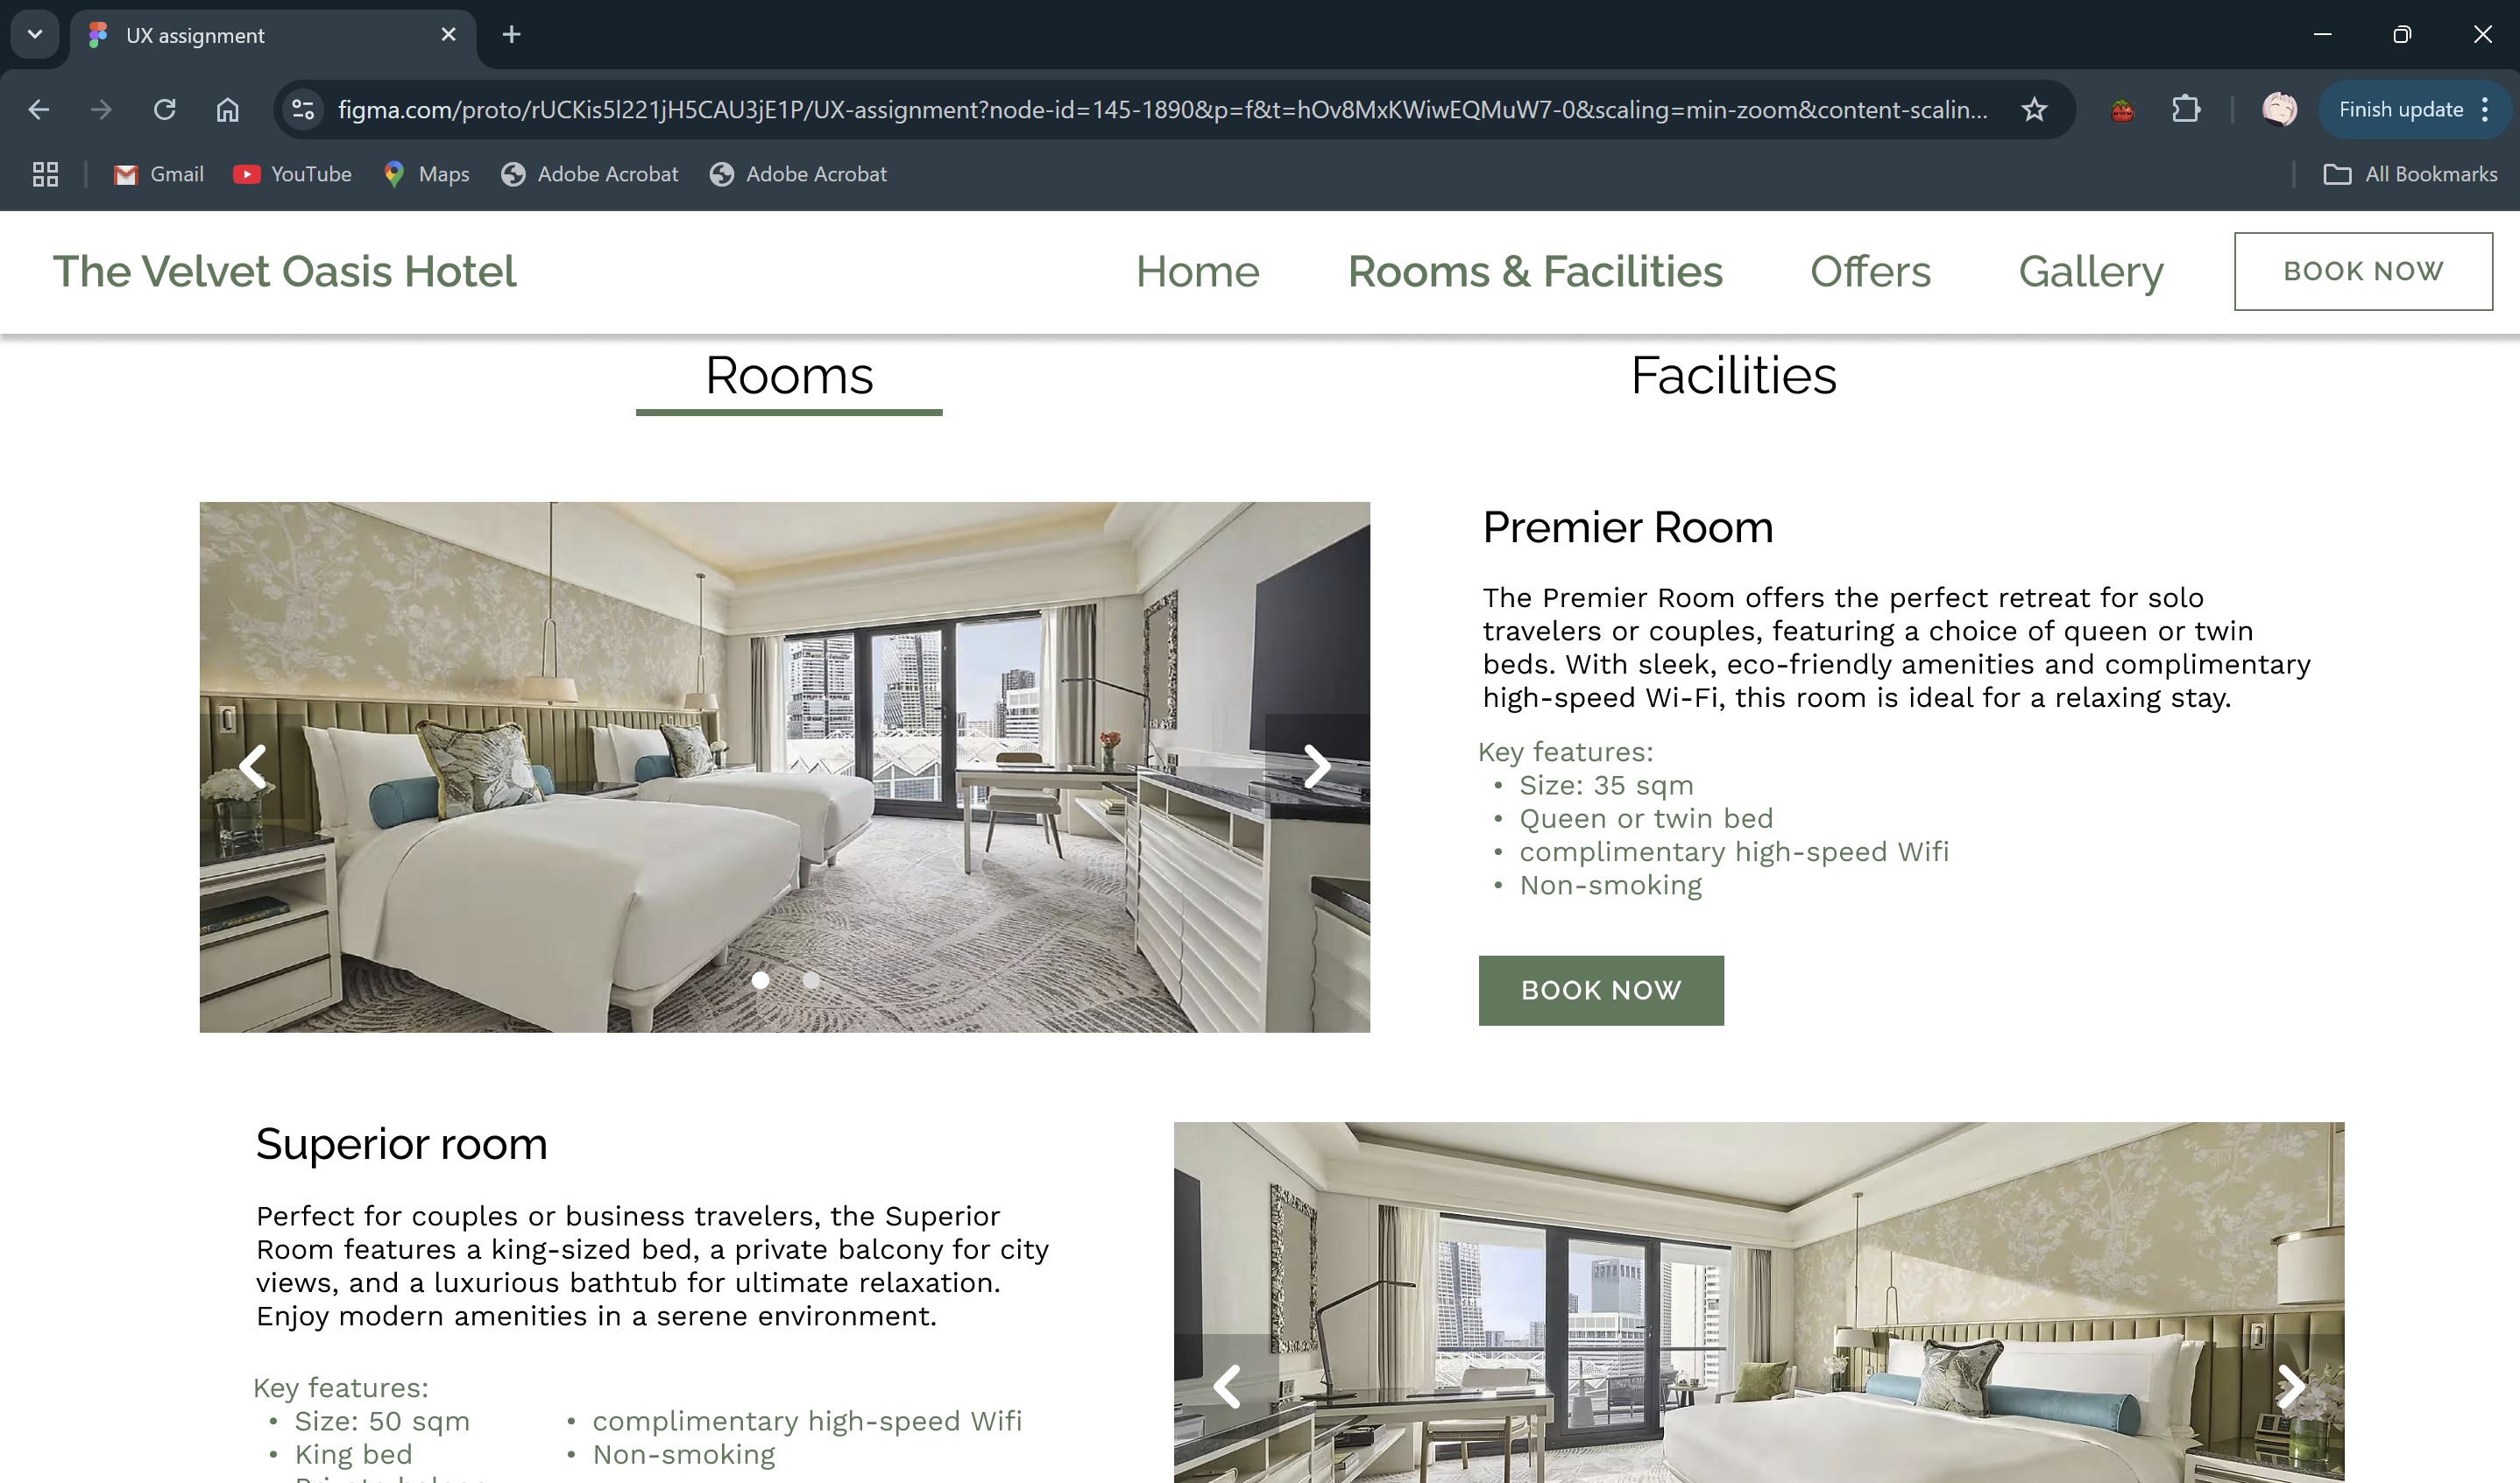 UX assignment
figma.com/proto/rUCKis5l221jH5CAU3jE1P/UX-assignment?node-id=145-1890&p=f&t=hOv8MxKWiwEQMuW7-0&scaling=min-zoom&content-scalin...
Finish update
Gmail
YouTube
Maps
Adobe Acrobat
Adobe Acrobat
All Bookmarks
The Velvet Oasis Hotel
Home
Rooms & Facilities
Offers
Gallery
BOOK NOW
Rooms
Facilities
Premier Room
The Premier Room offers the perfect retreat for solo
travelers or couples, featuring a choice of queen or twin
beds. With sleek, eco-friendly amenities and complimentary
high-speed Wi-Fi, this room is ideal for a relaxing stay.
Key features:
• Size: 35 sqm
• Queen or twin bed
• complimentary high-speed Wifi
• Non-smoking
BOOK NOW
Superior room
Perfect for couples or business travelers, the Superior
Room features a king-sized bed, a private balcony for city
views, and a luxurious bathtub for ultimate relaxation.
Enjoy modern amenities in a serene environment.
Key features:
• Size: 50 sqm
• King bed
• complimentary high-speed Wifi
• Non-smoking